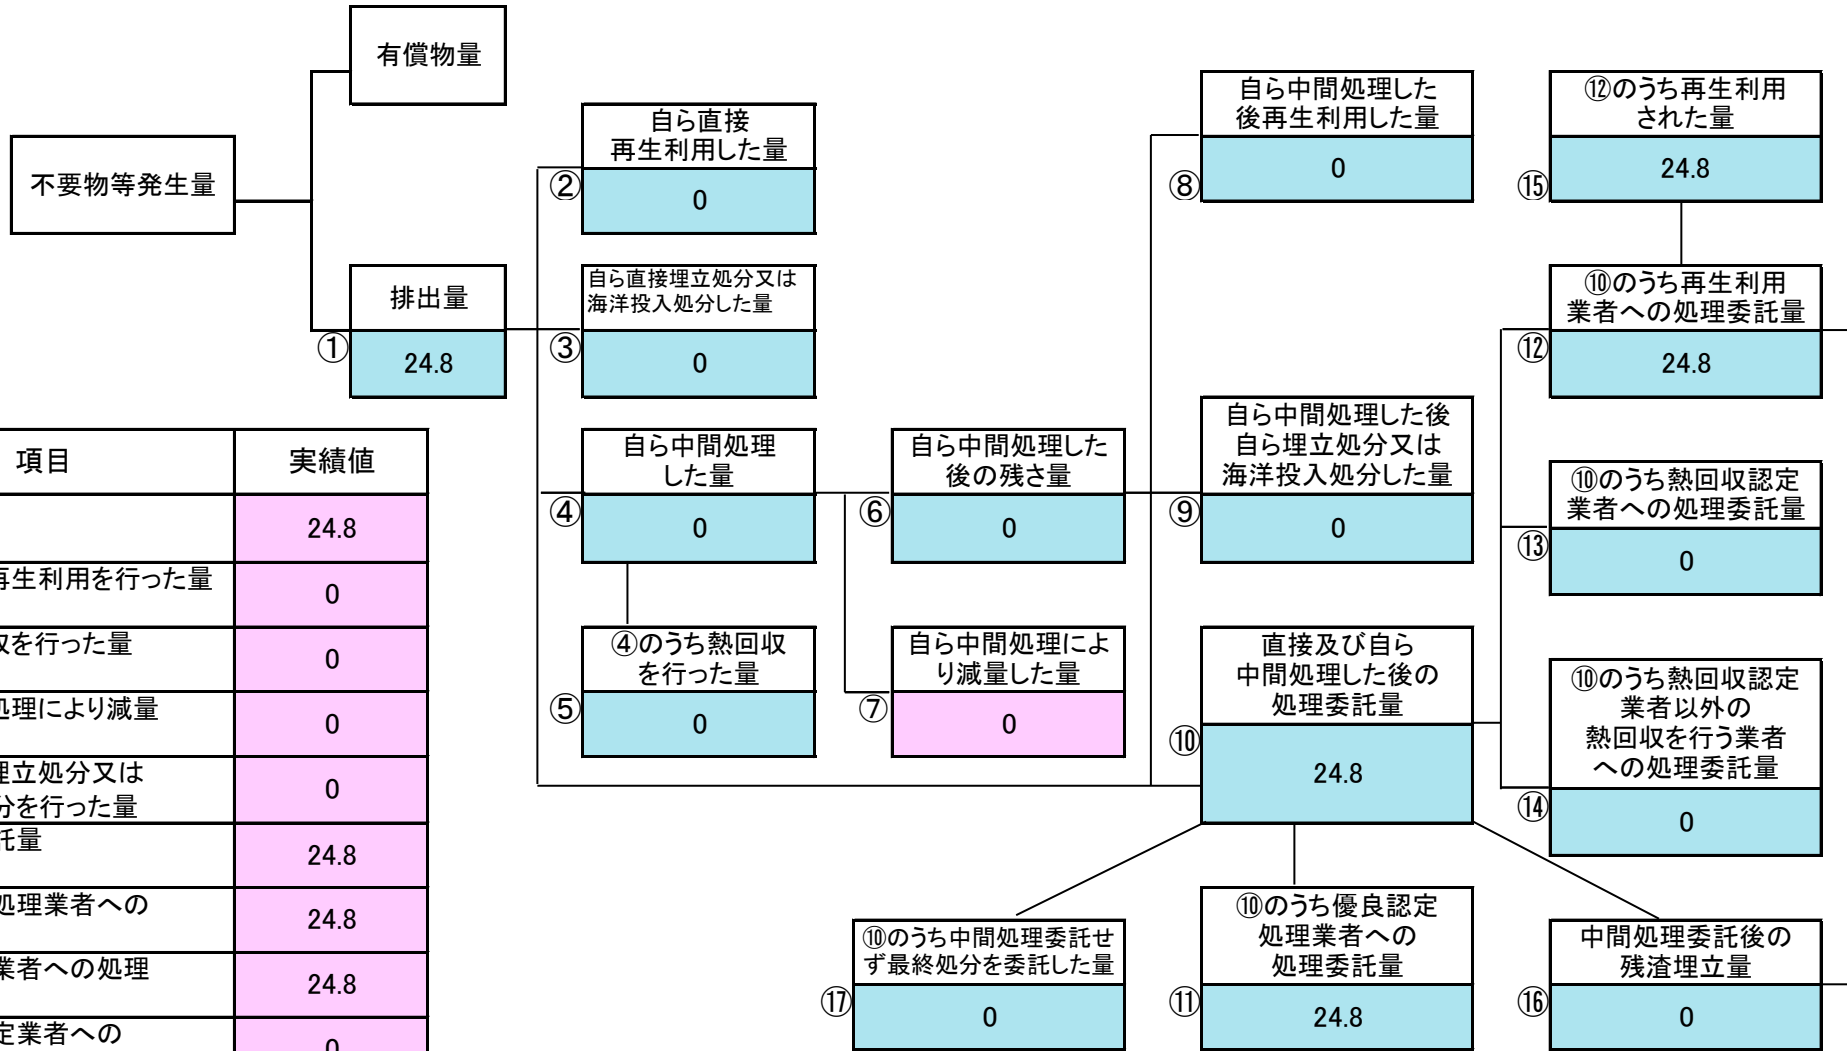 有償物量
不要物等発生量
排出量
①
24.8
自ら直接
再生利用した量
②
0
自ら直接埋立処分又は
海洋投入処分した量
③
0
自ら中間処理
した量
④
0
④のうち熱回収
を行った量
⑤
0
自ら中間処理した
後の残さ量
⑥
0
自ら中間処理によ
り減量した量
⑦
0
自ら中間処理した
後再生利用した量
⑧
0
自ら中間処理した後
自ら埋立処分又は
海洋投入処分した量
⑨
0
直接及び自ら
中間処理した後の
処理委託量
⑩
24.8
⑩のうち優良認定
処理業者への
処理委託量
⑪
24.8
⑫のうち再生利用
された量
⑮
24.8
⑩のうち再生利用
業者への処理委託量
⑫
24.8
⑩のうち熱回収認定
業者への処理委託量
⑬
0
⑩のうち熱回収認定
業者以外の
熱回収を行う業者
への処理委託量
⑭
0
中間処理委託後の
残渣埋立量
⑯
0
⑩のうち中間処理委託せ
ず最終処分を委託した量
⑰
0
項目 実績値
24.8
再生利用を行った量
0
を行った量
0
処理により減量
0
埋立処分又は
分を行った量
0
託量
24.8
処理業者への
24.8
業者への処理
24.8
定業者への
0